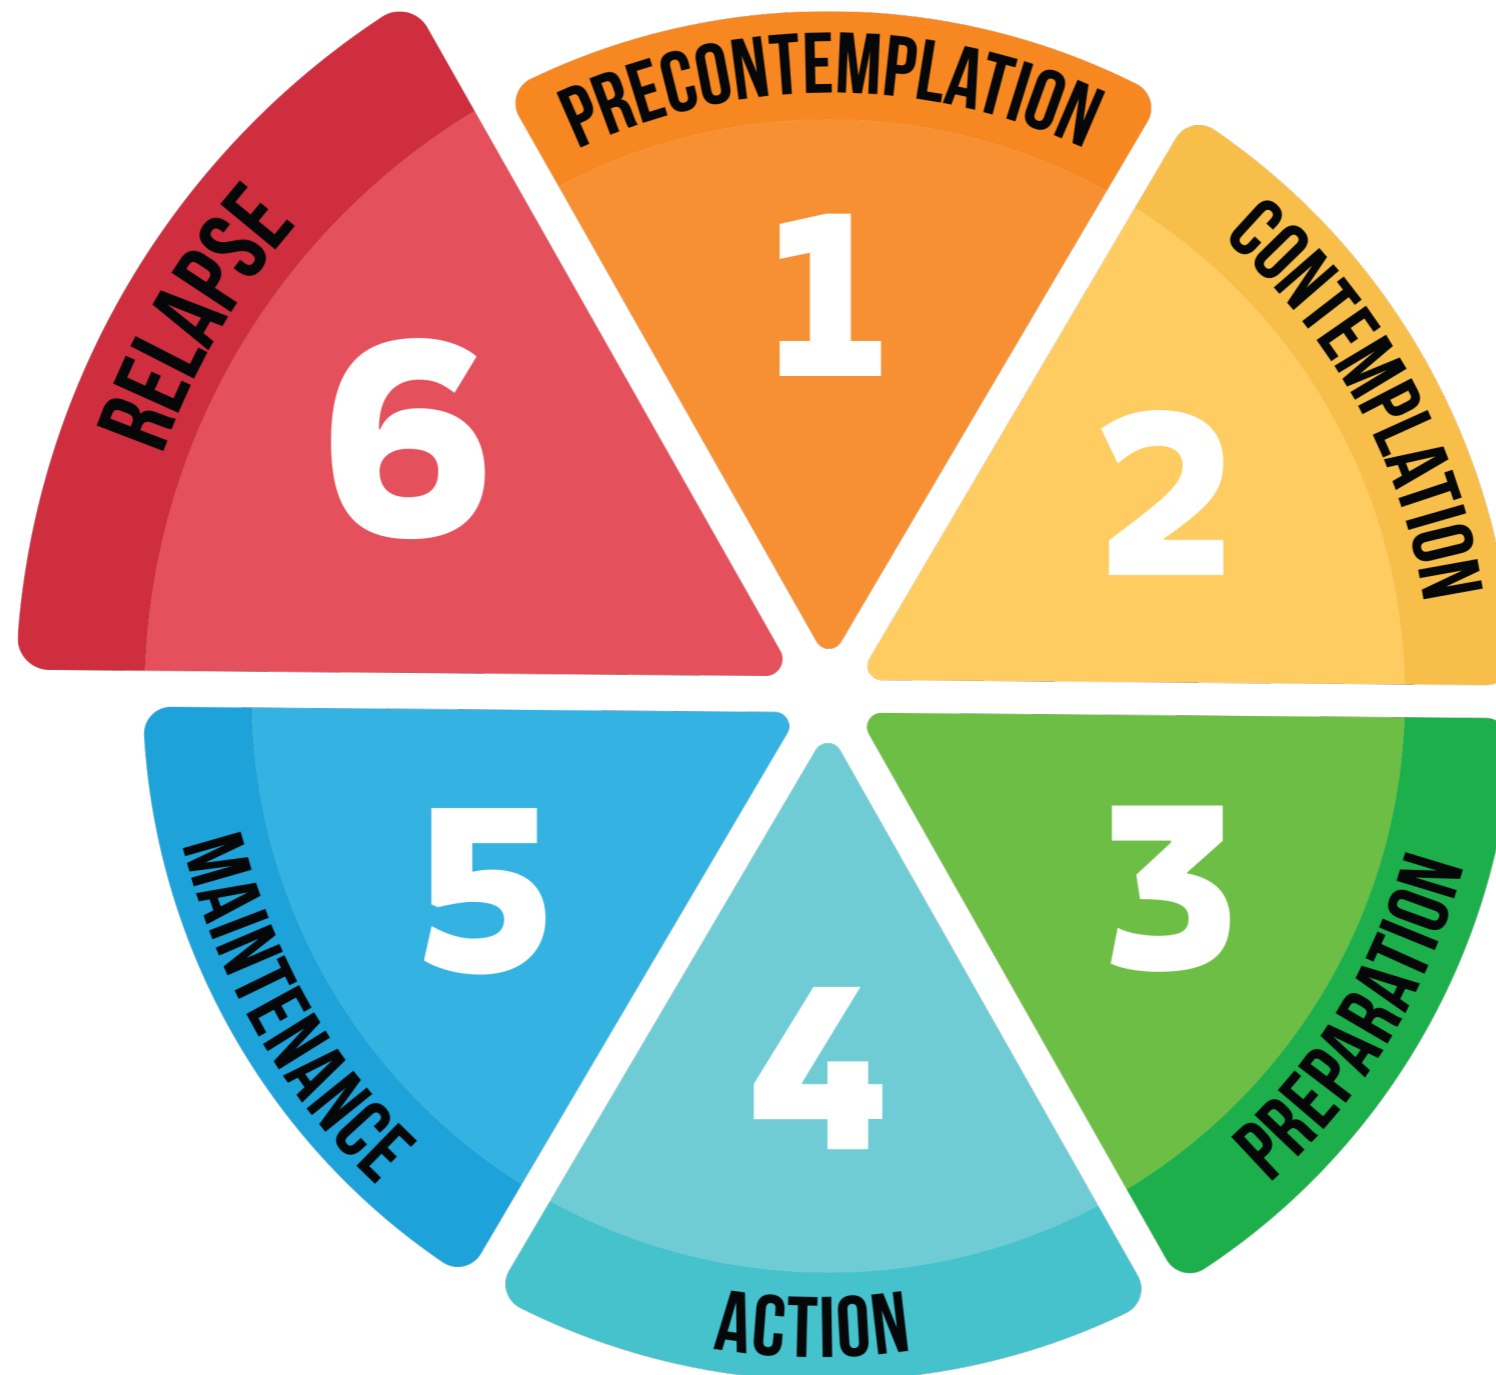 PRECONTEMPLATION
1
CONTEMPLATION
2
PREPARATION
3
ACTION
4
MAINTENANCE
5
RELAPSE
6